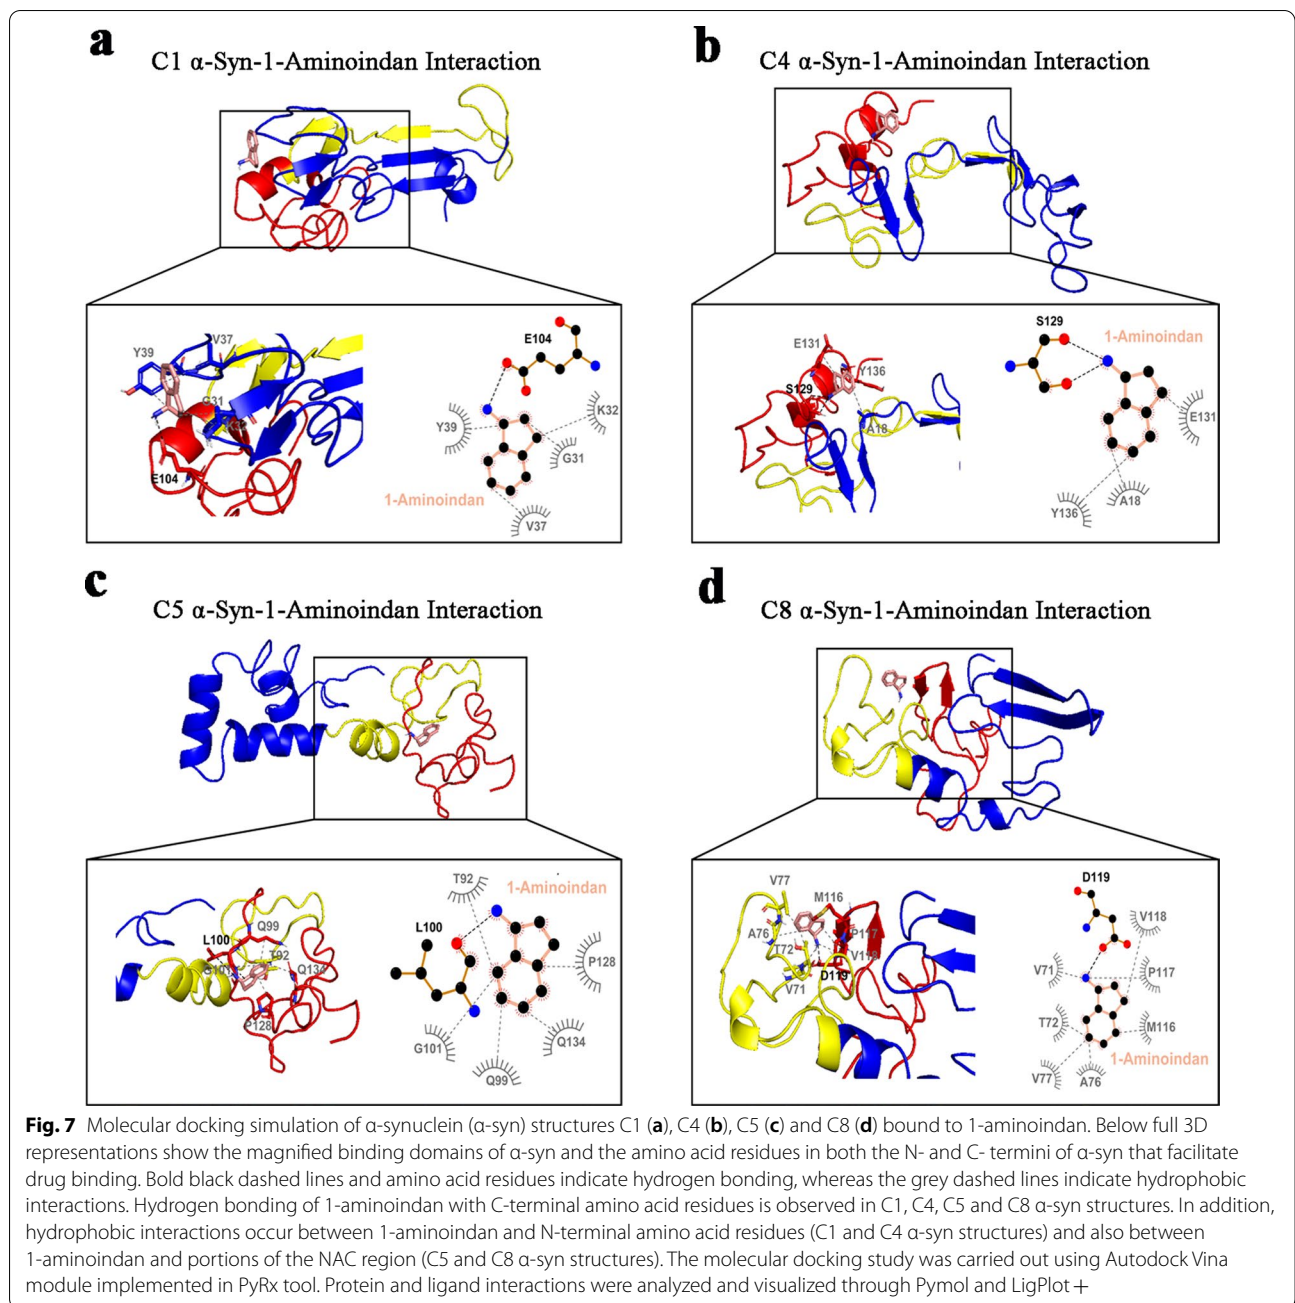 a
C1 α-Syn-1-Aminoindan Interaction
Y39
V37
G31
E104
E104
Y39
K32
G31
1-Aminoindan
V37
b
C4 α-Syn-1-Aminoindan Interaction
E131
Y136
S129
A18
S129
1-Aminoindan
E131
A18
Y136
c
C5 α-Syn-1-Aminoindan Interaction
Q99
L100
T92
G101
Q134
P128
T92
1-Aminoindan
L100
P128
G101
Q134
Q99
d
C8 α-Syn-1-Aminoindan Interaction
V77
M116
A76
P117
T72
V118
D119
V71
D119
V118
V71
P117
T72
M116
1-Aminoindan
V77
A76
Fig. 7 Molecular docking simulation of α-synuclein (α-syn) structures C1 (a), C4 (b), C5 (c) and C8 (d) bound to 1-aminoindan. Below full 3D
representations show the magnified binding domains of α-syn and the amino acid residues in both the N- and C- termini of α-syn that facilitate
drug binding. Bold black dashed lines and amino acid residues indicate hydrogen bonding, whereas the grey dashed lines indicate hydrophobic
interactions. Hydrogen bonding of 1-aminoindan with C-terminal amino acid residues is observed in C1, C4, C5 and C8 α-syn structures. In addition,
hydrophobic interactions occur between 1-aminoindan and N-terminal amino acid residues (C1 and C4 α-syn structures) and also between
1-aminoindan and portions of the NAC region (C5 and C8 α-syn structures). The molecular docking study was carried out using Autodock Vina
module implemented in PyRx tool. Protein and ligand interactions were analyzed and visualized through Pymol and LigPlot +